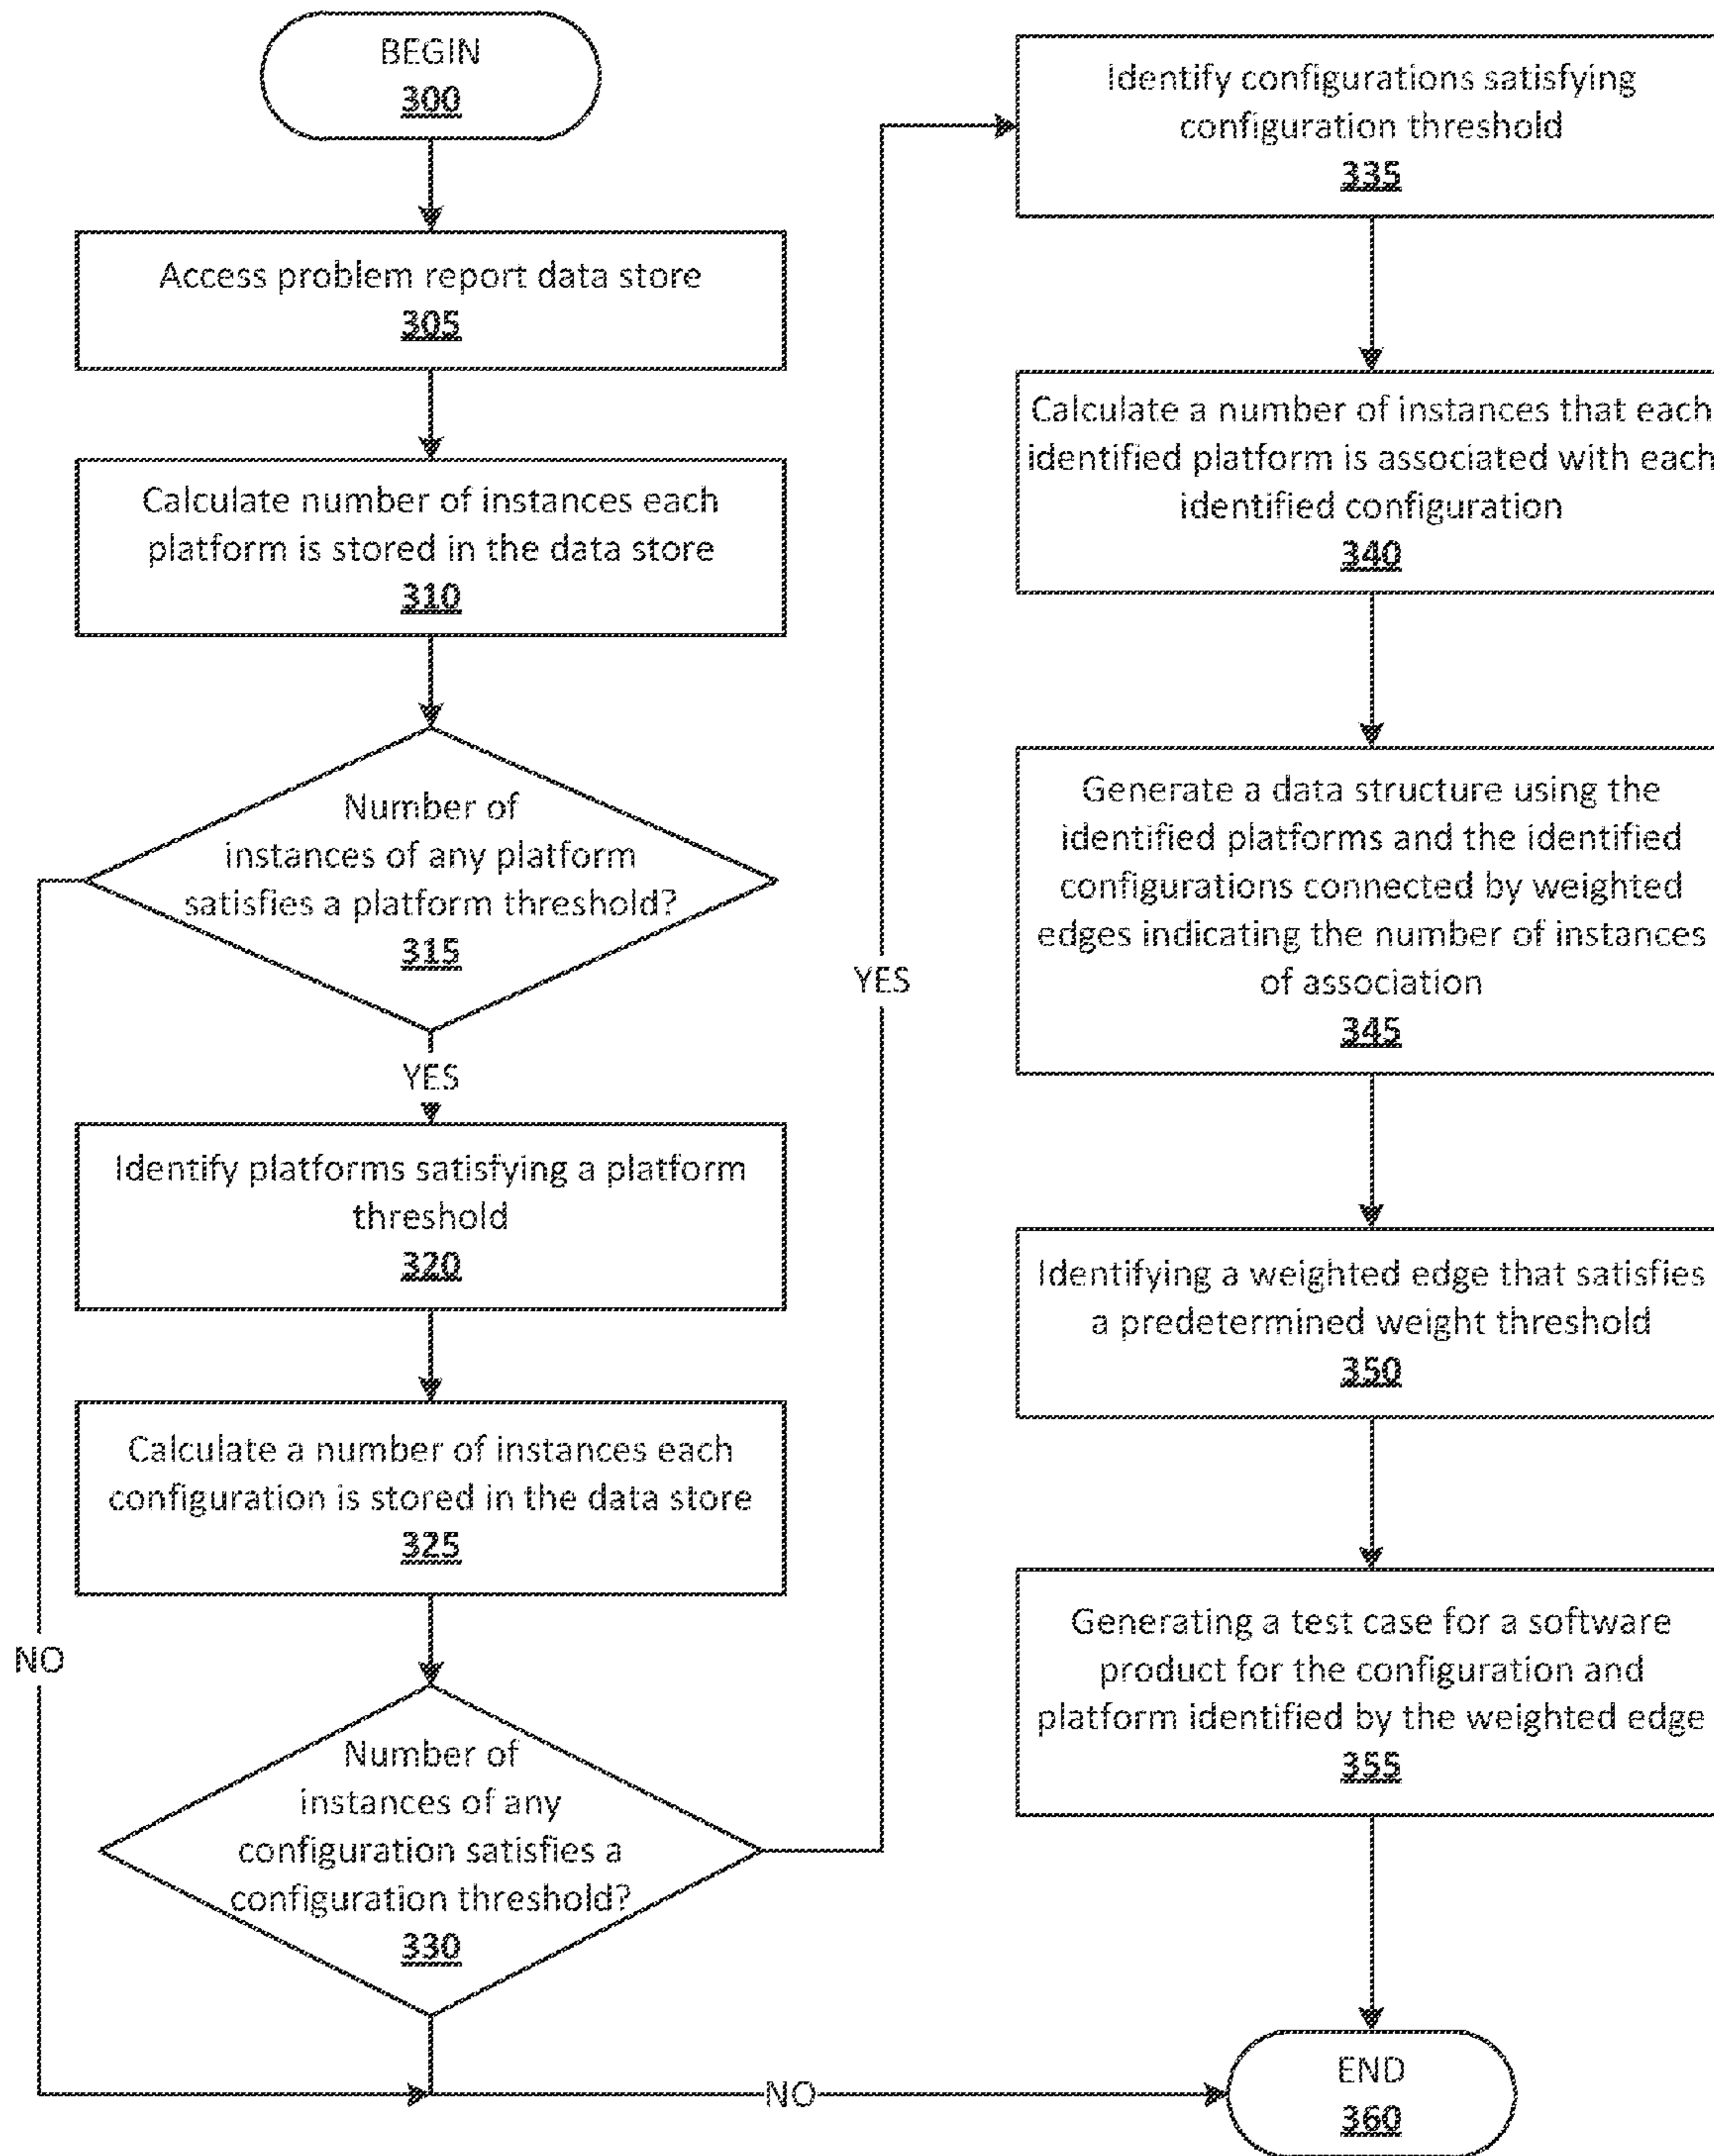 BEGIN
300
Access problem report data store
305
Calculate number of instances each
platform is stored in the data store
310
Number of
instances of any platform
satisfies a platform threshold?
315
YES
Identify platforms satisfying a platform
threshold
320
Calculate a number of instances each
configuration is stored in the data store
325
NO
Number of
instances of any
configuration satisfies a
configuration threshold?
330
YES
NO
Identify configurations satisfying
configuration threshold
335
Calculate a number of instances that each
identified platform is associated with each
identified configuration
340
Generate a data structure using the
identified platforms and the identified
configurations connected by weighted
edges indicating the number of instances
of association
345
Identifying a weighted edge that satisfies
a predetermined weight threshold
350
Generating a test case for a software
product for the configuration and
platform identified by the weighted edge
355
END
360